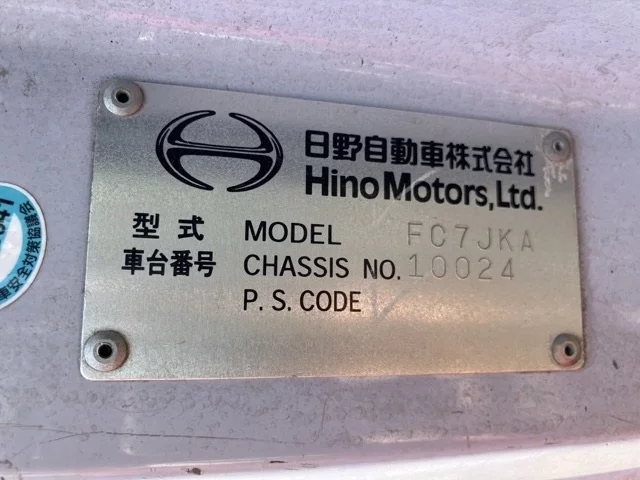 日野自動車株式会社
Hino Motors, Ltd.
型式 MODEL FC7JKA
車台番号 CHASSIS NO. 10024
P. S. CODE